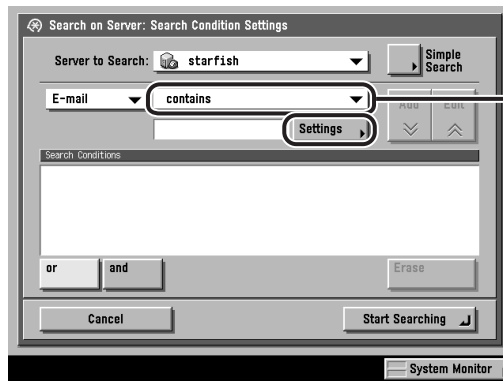 Search on Server: Search Condition Settings
Server to Search: starfish
Simple
Search
E-mail contains
Add Edit
Settings
Search Conditions
or and Erase
Cancel Start Searching
System Monitor